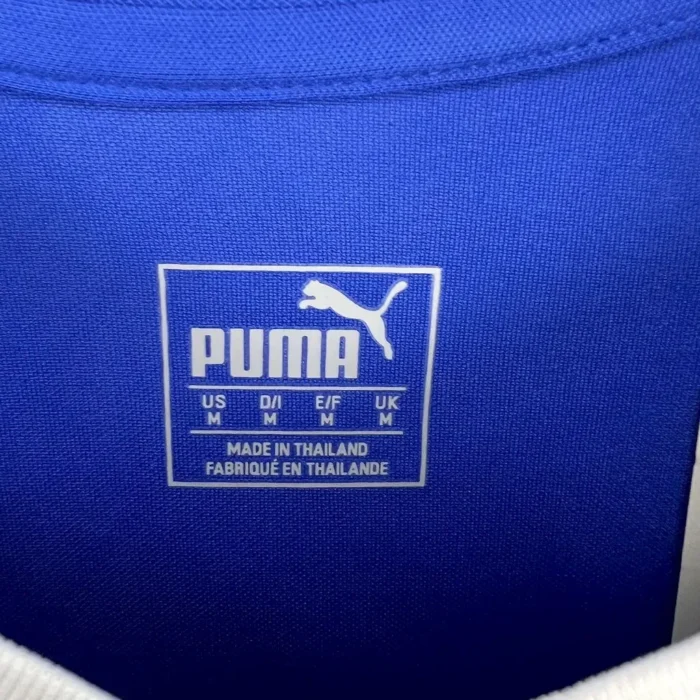 PUMA
US D/I E/F UK
M M M M
MADE IN THAILAND
FABRIQUÉ EN THAILANDE